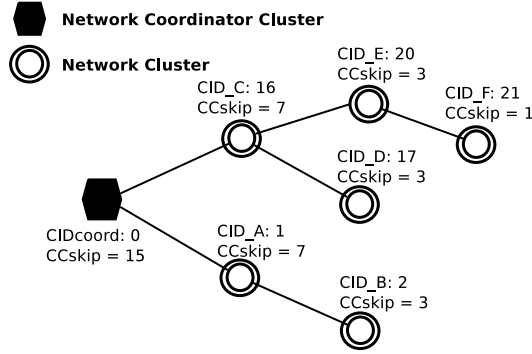 Network Coordinator Cluster
Network Cluster
CID_E: 20
CCskip = 3
CID_C: 16
CCskip = 7
CID_F: 21
CCskip = 1
CID_D: 17
CCskip = 3
CIDcoord: 0
CCskip = 15
CID_A: 1
CCskip = 7
CID_B: 2
CCskip = 3